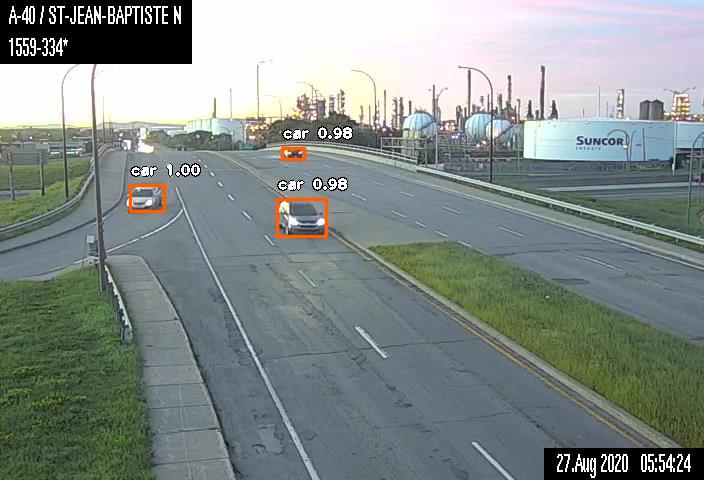 A-40 / ST-JEAN-BAPTISTE N
1559-334*
car 0.98
car 1.00
car 0.98
SUNCOR
27.Aug 2020 05:54:24